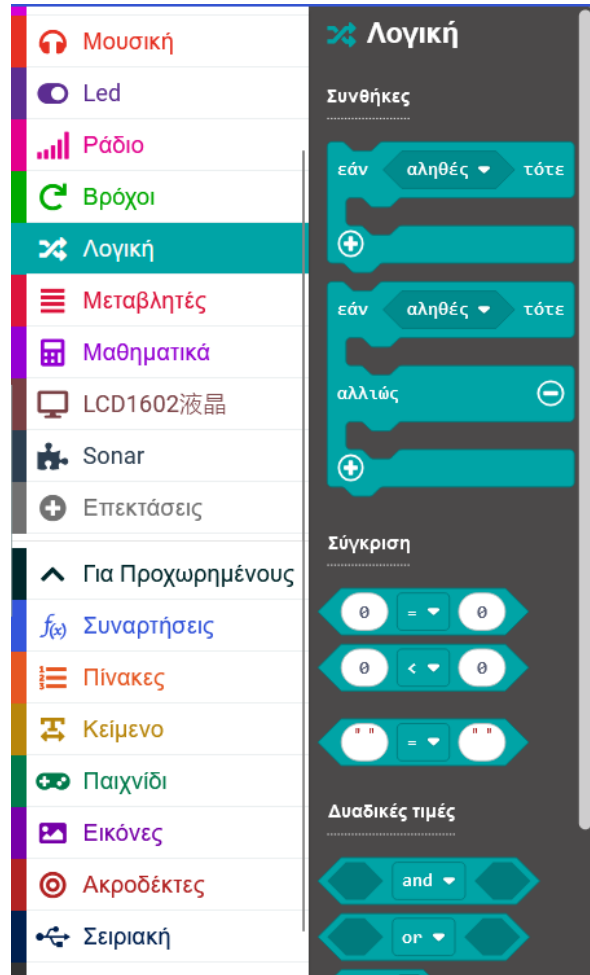 Μουσική
Led
Ράδιο
Βρόχοι
Λογική
Μεταβλητές
Μαθηματικά
LCD1602液晶
Sonar
Επεκτάσεις
Για Προχωρημένους
f(x) Συναρτήσεις
Πίνακες
Κείμενο
Παιχνίδι
Εικόνες
Ακροδέκτες
Σειριακή
Λογική
Συνθήκες
εάν αληθές τότε
εάν αληθές τότε
αλλιώς
Σύγκριση
0 = 0
0 < 0
" " = " "
Δυαδικές τιμές
and
or